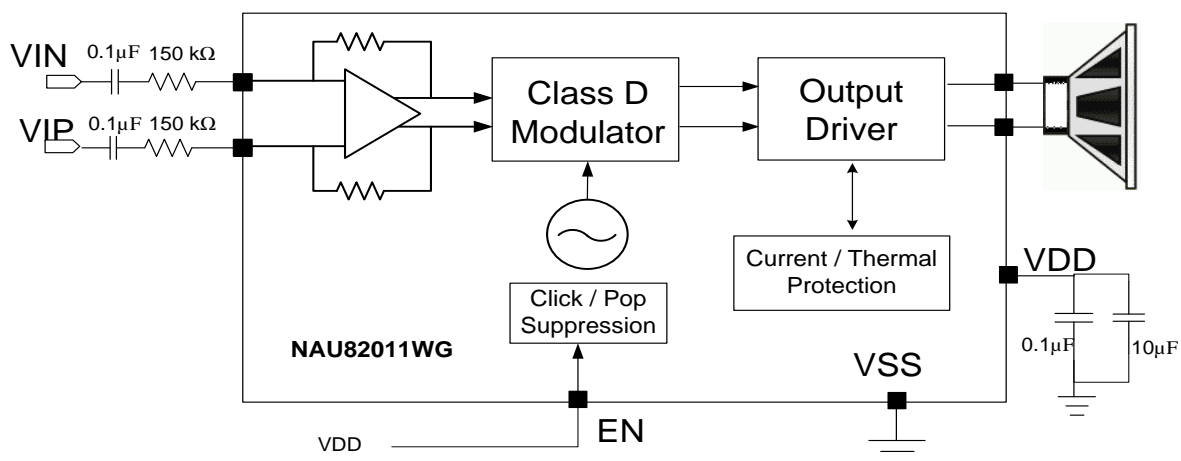 VIN
0.1μF 150 kΩ
VIP
0.1μF 150 kΩ
Class D
Modulator
Output
Driver
Current / Thermal
Protection
Click / Pop
Suppression
NAU82011WG
VDD
0.1μF
10μF
VSS
EN
VDD